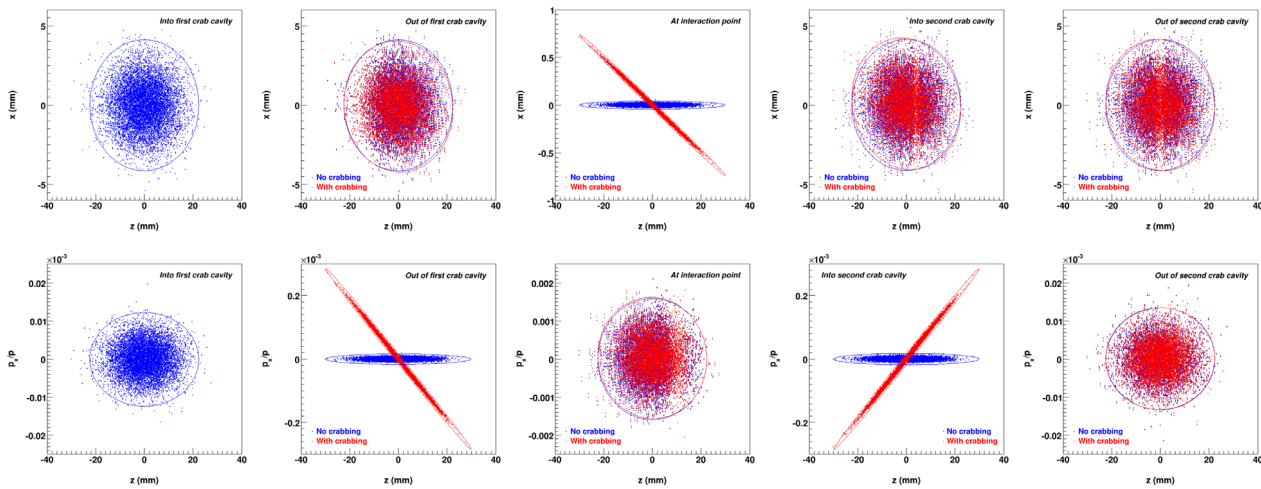 Into first crab cavity
x (mm)
5
0
-5
-40 -20 0 20 40
z (mm)
Out of first crab cavity
x (mm)
5
0
-5
No crabbing
With crabbing
-40 -20 0 20 40
z (mm)
At interaction point
x (mm)
1
0.5
0
-0.5
-1
No crabbing
With crabbing
-40 -20 0 20 40
z (mm)
Into second crab cavity
x (mm)
5
0
-5
No crabbing
With crabbing
-40 -20 0 20 40
z (mm)
Out of second crab cavity
x (mm)
5
0
-5
No crabbing
With crabbing
-40 -20 0 20 40
z (mm)
×10⁻³
Into first crab cavity
pₓ/p
0.02
0.01
0
-0.01
-0.02
-40 -20 0 20 40
z (mm)
×10⁻³
Out of first crab cavity
pₓ/p
0.2
0
-0.2
No crabbing
With crabbing
-40 -20 0 20 40
z (mm)
At interaction point
pₓ/p
0.002
0.001
0
-0.001
-0.002
No crabbing
With crabbing
-40 -20 0 20 40
z (mm)
×10⁻³
Into second crab cavity
pₓ/p
0.2
0
-0.2
No crabbing
With crabbing
-40 -20 0 20 40
z (mm)
×10⁻³
Out of second crab cavity
pₓ/p
0.02
0.01
0
-0.01
-0.02
No crabbing
With crabbing
-40 -20 0 20 40
z (mm)